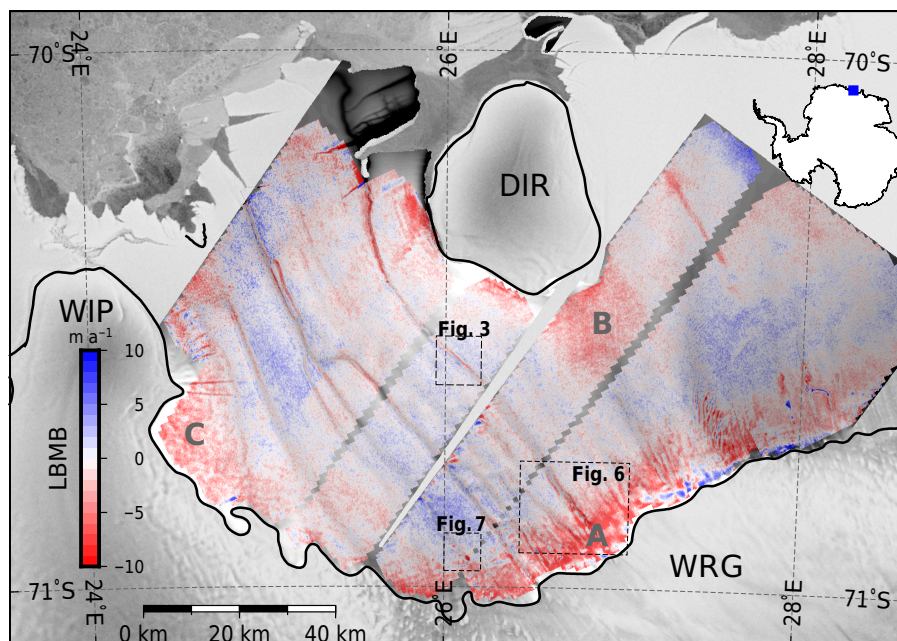 24°E
26°E
28°E
70°S
70°S
DIR
WIP
m a⁻¹
10
5
0
−5
−10
LBMB
Fig. 3
B
C
Fig. 6
Fig. 7
A
WRG
71°S
71°S
24°E
26°E
28°E
0 km
20 km
40 km